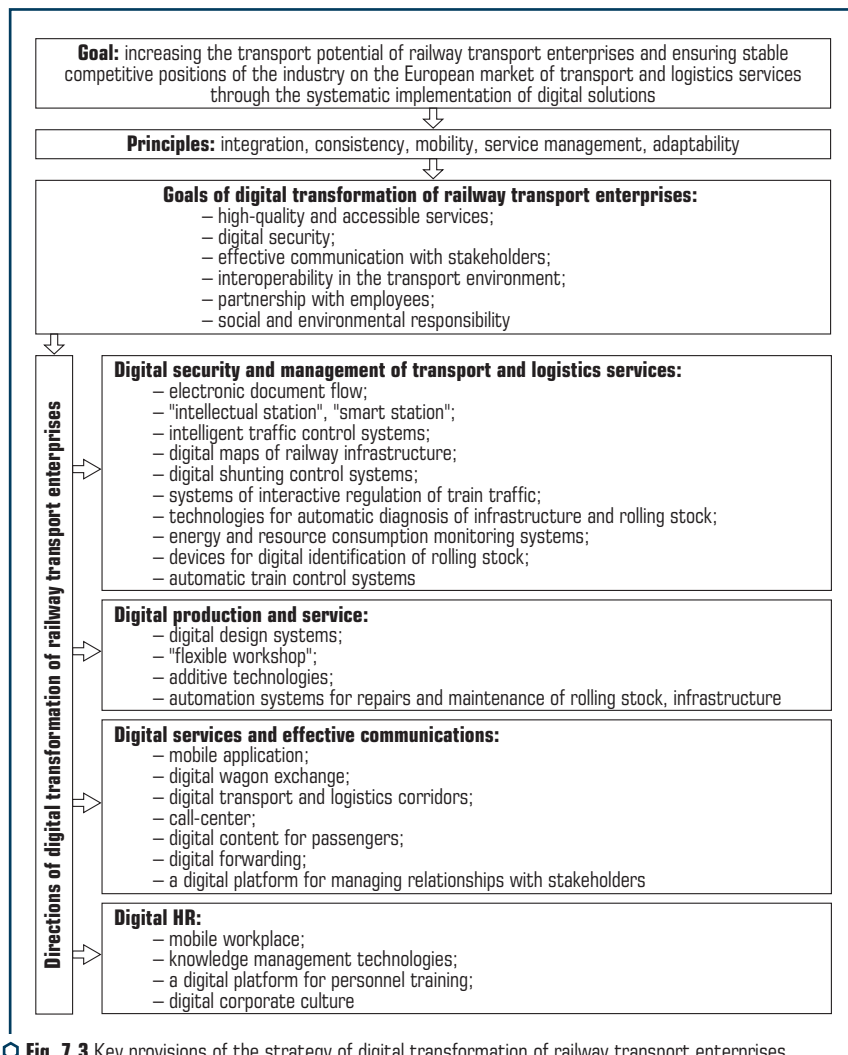 Goal: increasing the transport potential of railway transport enterprises and ensuring stable
competitive positions of the industry on the European market of transport and logistics services
through the systematic implementation of digital solutions
Principles: integration, consistency, mobility, service management, adaptability
Goals of digital transformation of railway transport enterprises:
– high-quality and accessible services;
– digital security;
– effective communication with stakeholders;
– interoperability in the transport environment;
– partnership with employees;
– social and environmental responsibility
Directions of digital transformation of railway transport enterprises
Digital security and management of transport and logistics services:
– electronic document flow;
– "intellectual station", "smart station";
– intelligent traffic control systems;
– digital maps of railway infrastructure;
– digital shunting control systems;
– systems of interactive regulation of train traffic;
– technologies for automatic diagnosis of infrastructure and rolling stock;
– energy and resource consumption monitoring systems;
– devices for digital identification of rolling stock;
– automatic train control systems
Digital production and service:
– digital design systems;
– "flexible workshop";
– additive technologies;
– automation systems for repairs and maintenance of rolling stock, infrastructure
Digital services and effective communications:
– mobile application;
– digital wagon exchange;
– digital transport and logistics corridors;
– call-center;
– digital content for passengers;
– digital forwarding;
– a digital platform for managing relationships with stakeholders
Digital HR:
– mobile workplace;
– knowledge management technologies;
– a digital platform for personnel training;
– digital corporate culture
Fig. 7.3 Key provisions of the strategy of digital transformation of railway transport enterprises